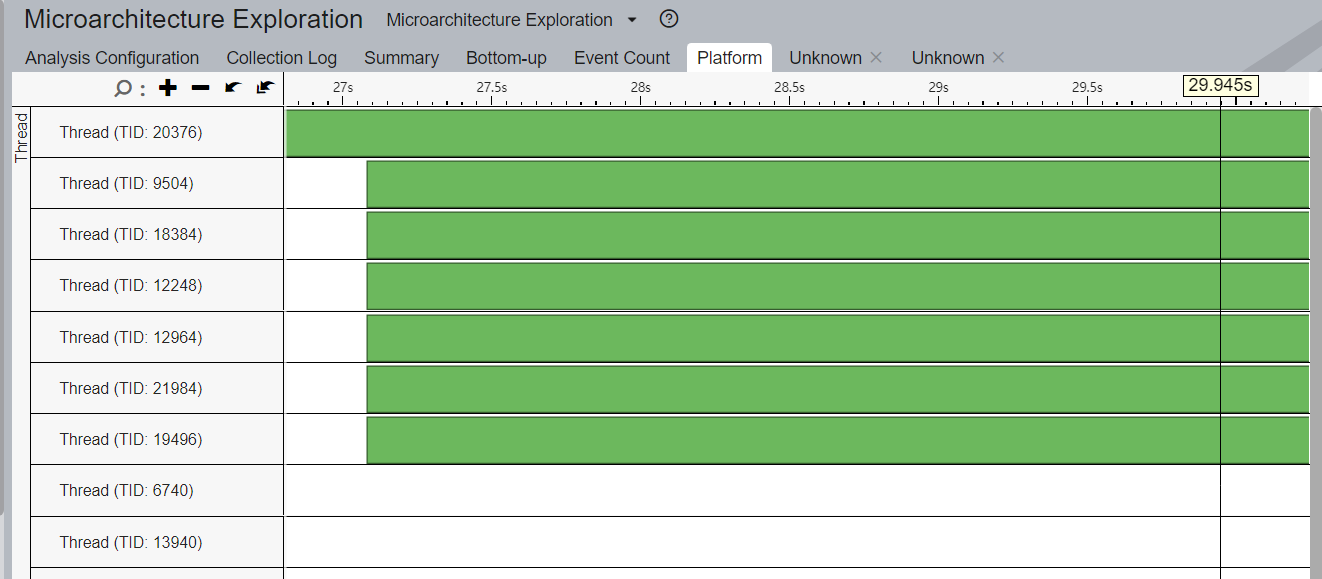 Microarchitecture Exploration Microarchitecture Exploration ?
Analysis Configuration Collection Log Summary Bottom-up Event Count Platform Unknown Unknown
: 27s 27.5s 28s 28.5s 29s 29.5s 29.945s
Thread
Thread (TID: 20376)
Thread (TID: 9504)
Thread (TID: 18384)
Thread (TID: 12248)
Thread (TID: 12964)
Thread (TID: 21984)
Thread (TID: 19496)
Thread (TID: 6740)
Thread (TID: 13940)